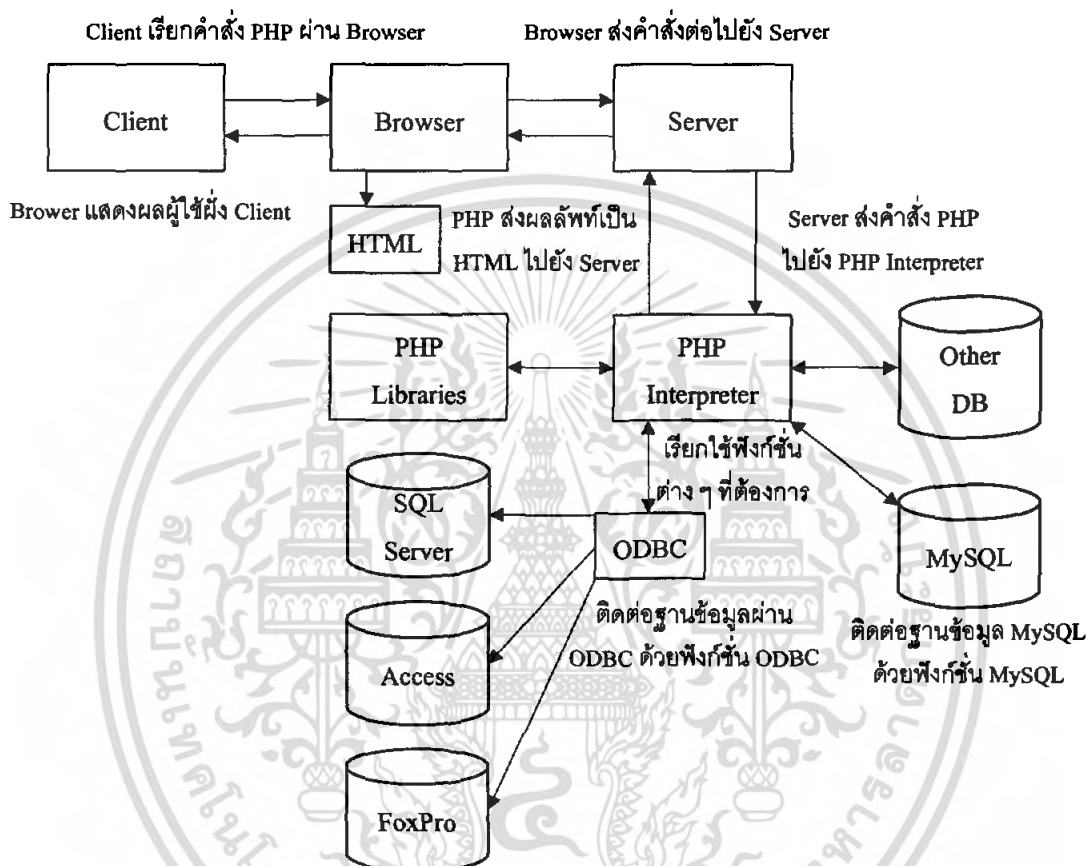 Client เรียกคำสั่ง PHP ผ่าน Browser
Browser ส่งคำสั่งต่อไปยัง Server
Client
Browser
Server
Brower แสดงผลผู้ใช้ฝั่ง Client
HTML
PHP ส่งผลลัพท์เป็น
HTML ไปยัง Server
Server ส่งคำสั่ง PHP
ไปยัง PHP Interpreter
PHP
Libraries
PHP
Interpreter
Other
DB
เรียกใช้ฟังก์ชั่น
ต่าง ๆ ที่ต้องการ
SQL
Server
ODBC
MySQL
ติดต่อฐานข้อมูลผ่าน
ODBC ด้วยฟังก์ชั่น ODBC
ติดต่อฐานข้อมูล MySQL
ด้วยฟังก์ชั่น MySQL
Access
FoxPro